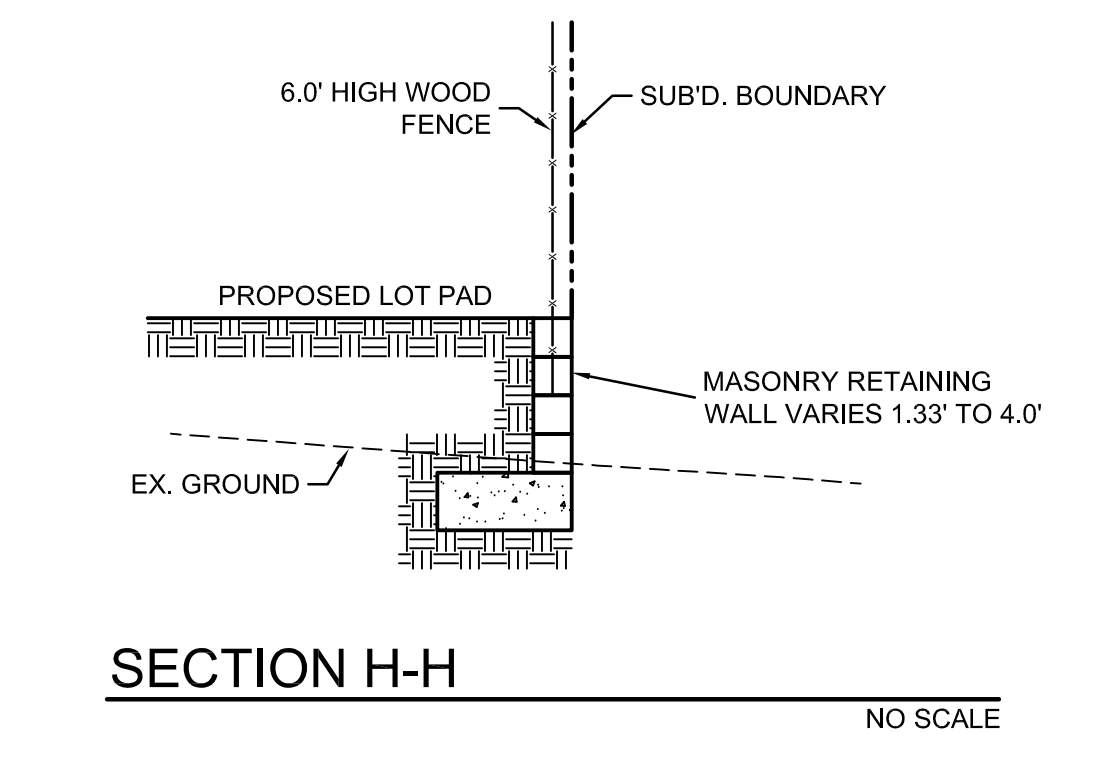 6.0' HIGH WOOD
FENCE
SUB'D. BOUNDARY
PROPOSED LOT PAD
MASONRY RETAINING
WALL VARIES 1.33' TO 4.0'
EX. GROUND
SECTION H-H
NO SCALE